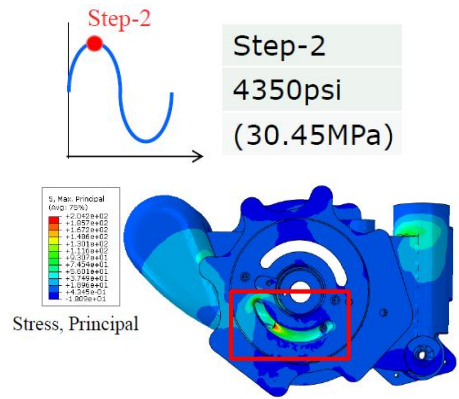 Step-2
Step-2
4350psi
(30.45MPa)
S, Max. Principal
(Avg: 75%)
+2.042e+02
+1.857e+02
+1.672e+02
+1.486e+02
+1.301e+02
+1.116e+02
+9.307e+01
+7.454e+01
+5.601e+01
+3.749e+01
+1.896e+01
+4.345e-01
-1.809e+01
Stress, Principal